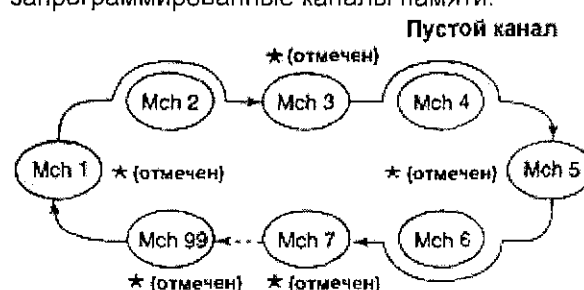 запрограммированные каналы памяти.
Пустой канал
★ (отмечен)
Mch 2 Mch 3 Mch 4
Mch 1 ★ (отмечен) ★ (отмечен) Mch 5
Mch 99 Mch 7 Mch 6
★ (отмечен) ★ (отмечен)